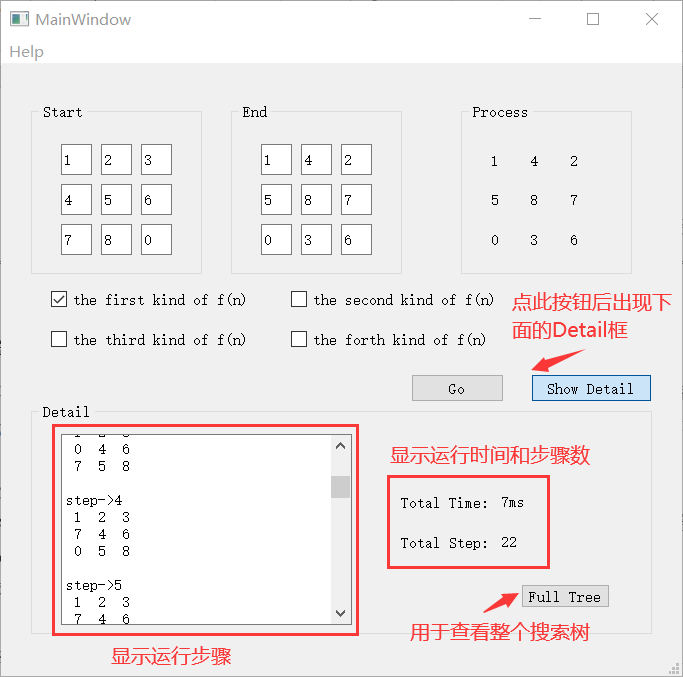 MainWindow
Help
Start
End
Process
1 2 3
1 4 2
1 4 2
4 5 6
5 8 7
5 8 7
7 8 0
0 3 6
0 3 6
the first kind of f(n)
the second kind of f(n)
the third kind of f(n)
the forth kind of f(n)
点此按钮后出现下
面的Detail框
Go
Show Detail
Detail
0 4 6
7 5 8
step->4
1 2 3
7 4 6
0 5 8
step->5
1 2 3
7 4 6
显示运行时间和步骤数
Total Time: 7ms
Total Step: 22
Full Tree
用于查看整个搜索树
显示运行步骤